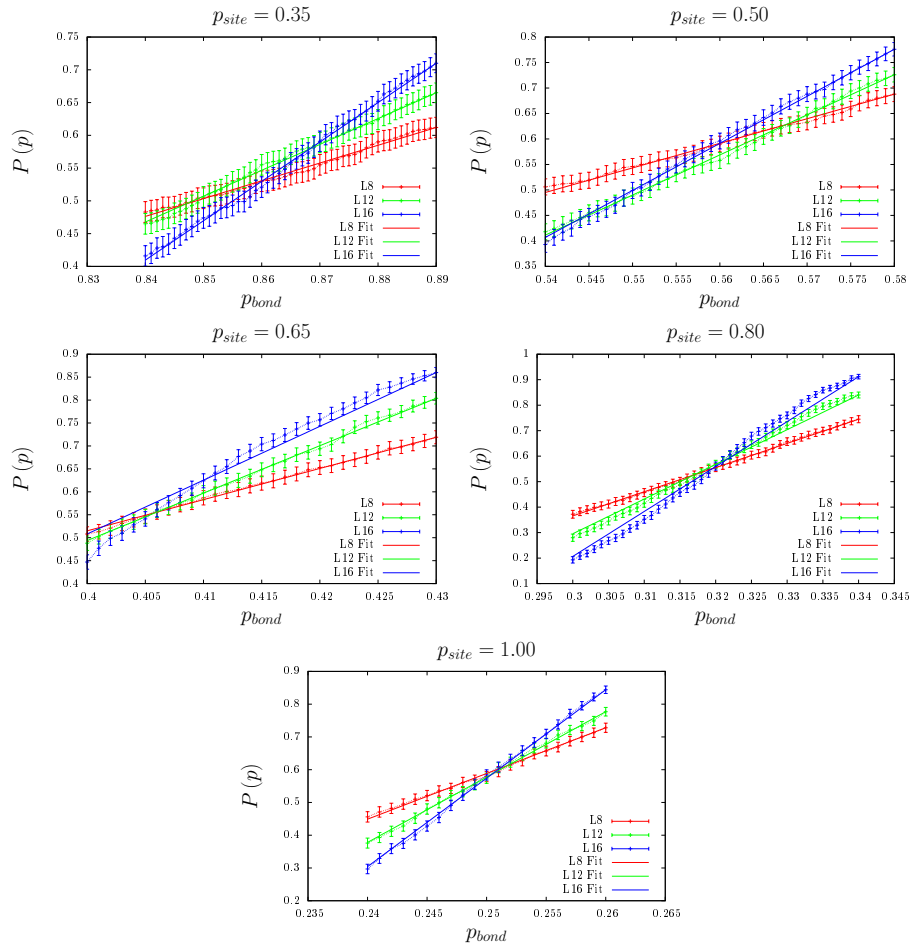 p_site = 0.35
P (p)
0.75
0.7
0.65
0.6
0.55
0.5
0.45
0.4
0.83 0.84 0.85 0.86 0.87 0.88 0.89
p_bond
L8
L12
L16
L8 Fit
L12 Fit
L16 Fit
p_site = 0.50
P (p)
0.8
0.75
0.7
0.65
0.6
0.55
0.5
0.45
0.4
0.35
0.54 0.545 0.55 0.555 0.56 0.565 0.57 0.575 0.58
p_bond
L8
L12
L16
L8 Fit
L12 Fit
L16 Fit
p_site = 0.65
P (p)
0.9
0.85
0.8
0.75
0.7
0.65
0.6
0.55
0.5
0.45
0.4
0.4 0.405 0.41 0.415 0.42 0.425 0.43
p_bond
L8
L12
L16
L8 Fit
L12 Fit
L16 Fit
p_site = 0.80
P (p)
1
0.9
0.8
0.7
0.6
0.5
0.4
0.3
0.2
0.1
0.295 0.3 0.305 0.31 0.315 0.32 0.325 0.33 0.335 0.34 0.345
p_bond
L8
L12
L16
L8 Fit
L12 Fit
L16 Fit
p_site = 1.00
P (p)
0.9
0.8
0.7
0.6
0.5
0.4
0.3
0.2
0.235 0.24 0.245 0.25 0.255 0.26 0.265
p_bond
L8
L12
L16
L8 Fit
L12 Fit
L16 Fit